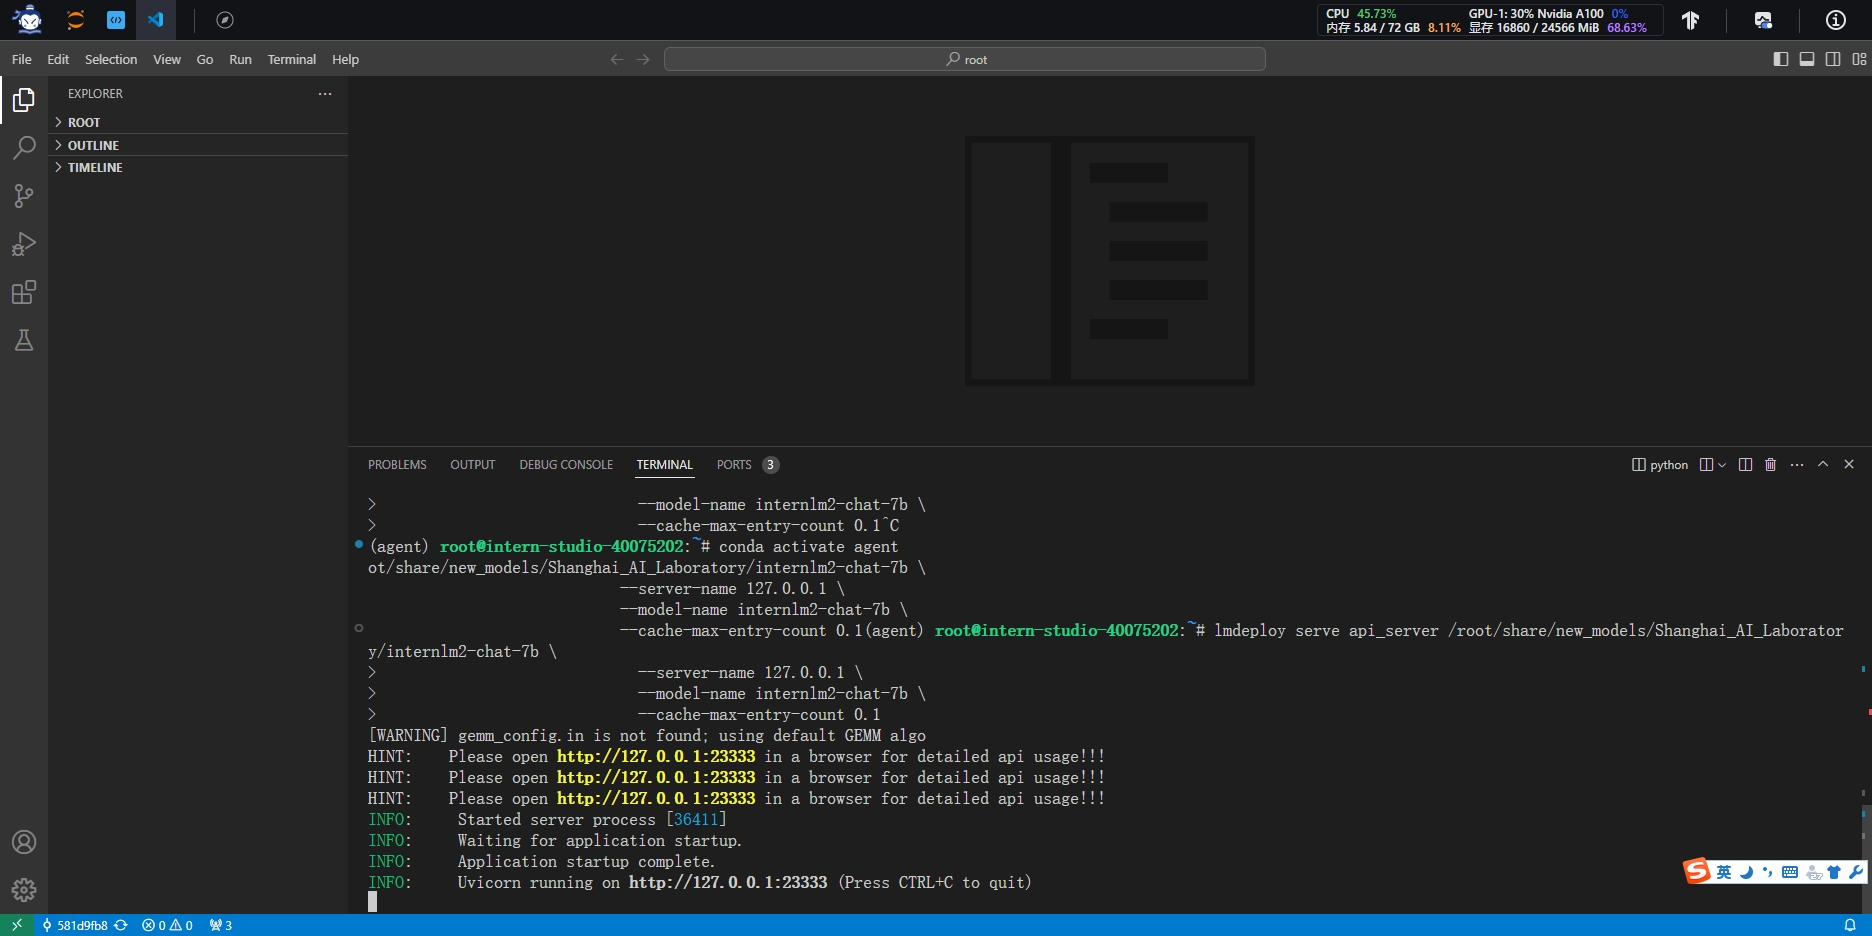 CPU 45.73% GPU-1: 30% Nvidia A100 0%
内存 5.84 / 72 GB 8.11% 显存 16860 / 24566 MiB 68.63%
File Edit Selection View Go Run Terminal Help
root
EXPLORER
ROOT
OUTLINE
TIMELINE
PROBLEMS OUTPUT DEBUG CONSOLE TERMINAL PORTS 3
python
> --model-name internlm2-chat-7b \
> --cache-max-entry-count 0.1^C
(agent) root@intern-studio-40075202:~# conda activate agent
ot/share/new_models/Shanghai_AI_Laboratory/internlm2-chat-7b \
--server-name 127.0.0.1 \
--model-name internlm2-chat-7b \
--cache-max-entry-count 0.1(agent) root@intern-studio-40075202:~# lmdeploy serve api_server /root/share/new_models/Shanghai_AI_Laborator
y/internlm2-chat-7b \
> --server-name 127.0.0.1 \
> --model-name internlm2-chat-7b \
> --cache-max-entry-count 0.1
[WARNING] gemm_config.in is not found; using default GEMM algo
HINT: Please open http://127.0.0.1:23333 in a browser for detailed api usage!!!
HINT: Please open http://127.0.0.1:23333 in a browser for detailed api usage!!!
HINT: Please open http://127.0.0.1:23333 in a browser for detailed api usage!!!
INFO: Started server process [36411]
INFO: Waiting for application startup.
INFO: Application startup complete.
INFO: Uvicorn running on http://127.0.0.1:23333 (Press CTRL+C to quit)
S 英
581d9fb8 0 0 3